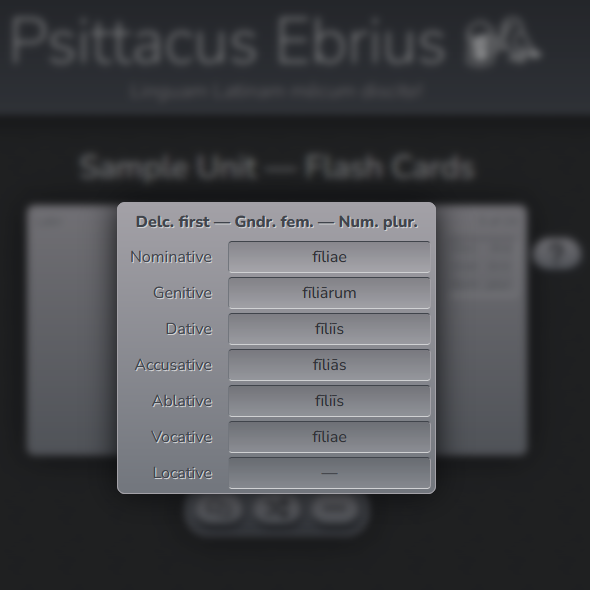 Psittacus Ebrius
Linguam Latinam mecum discite!
Sample Unit — Flash Cards
Delc. first — Gndr. fem. — Num. plur.
Nominative fīliae
Genitive fīliārum
Dative fīliīs
Accusative fīliās
Ablative fīliīs
Vocative fīliae
Locative —